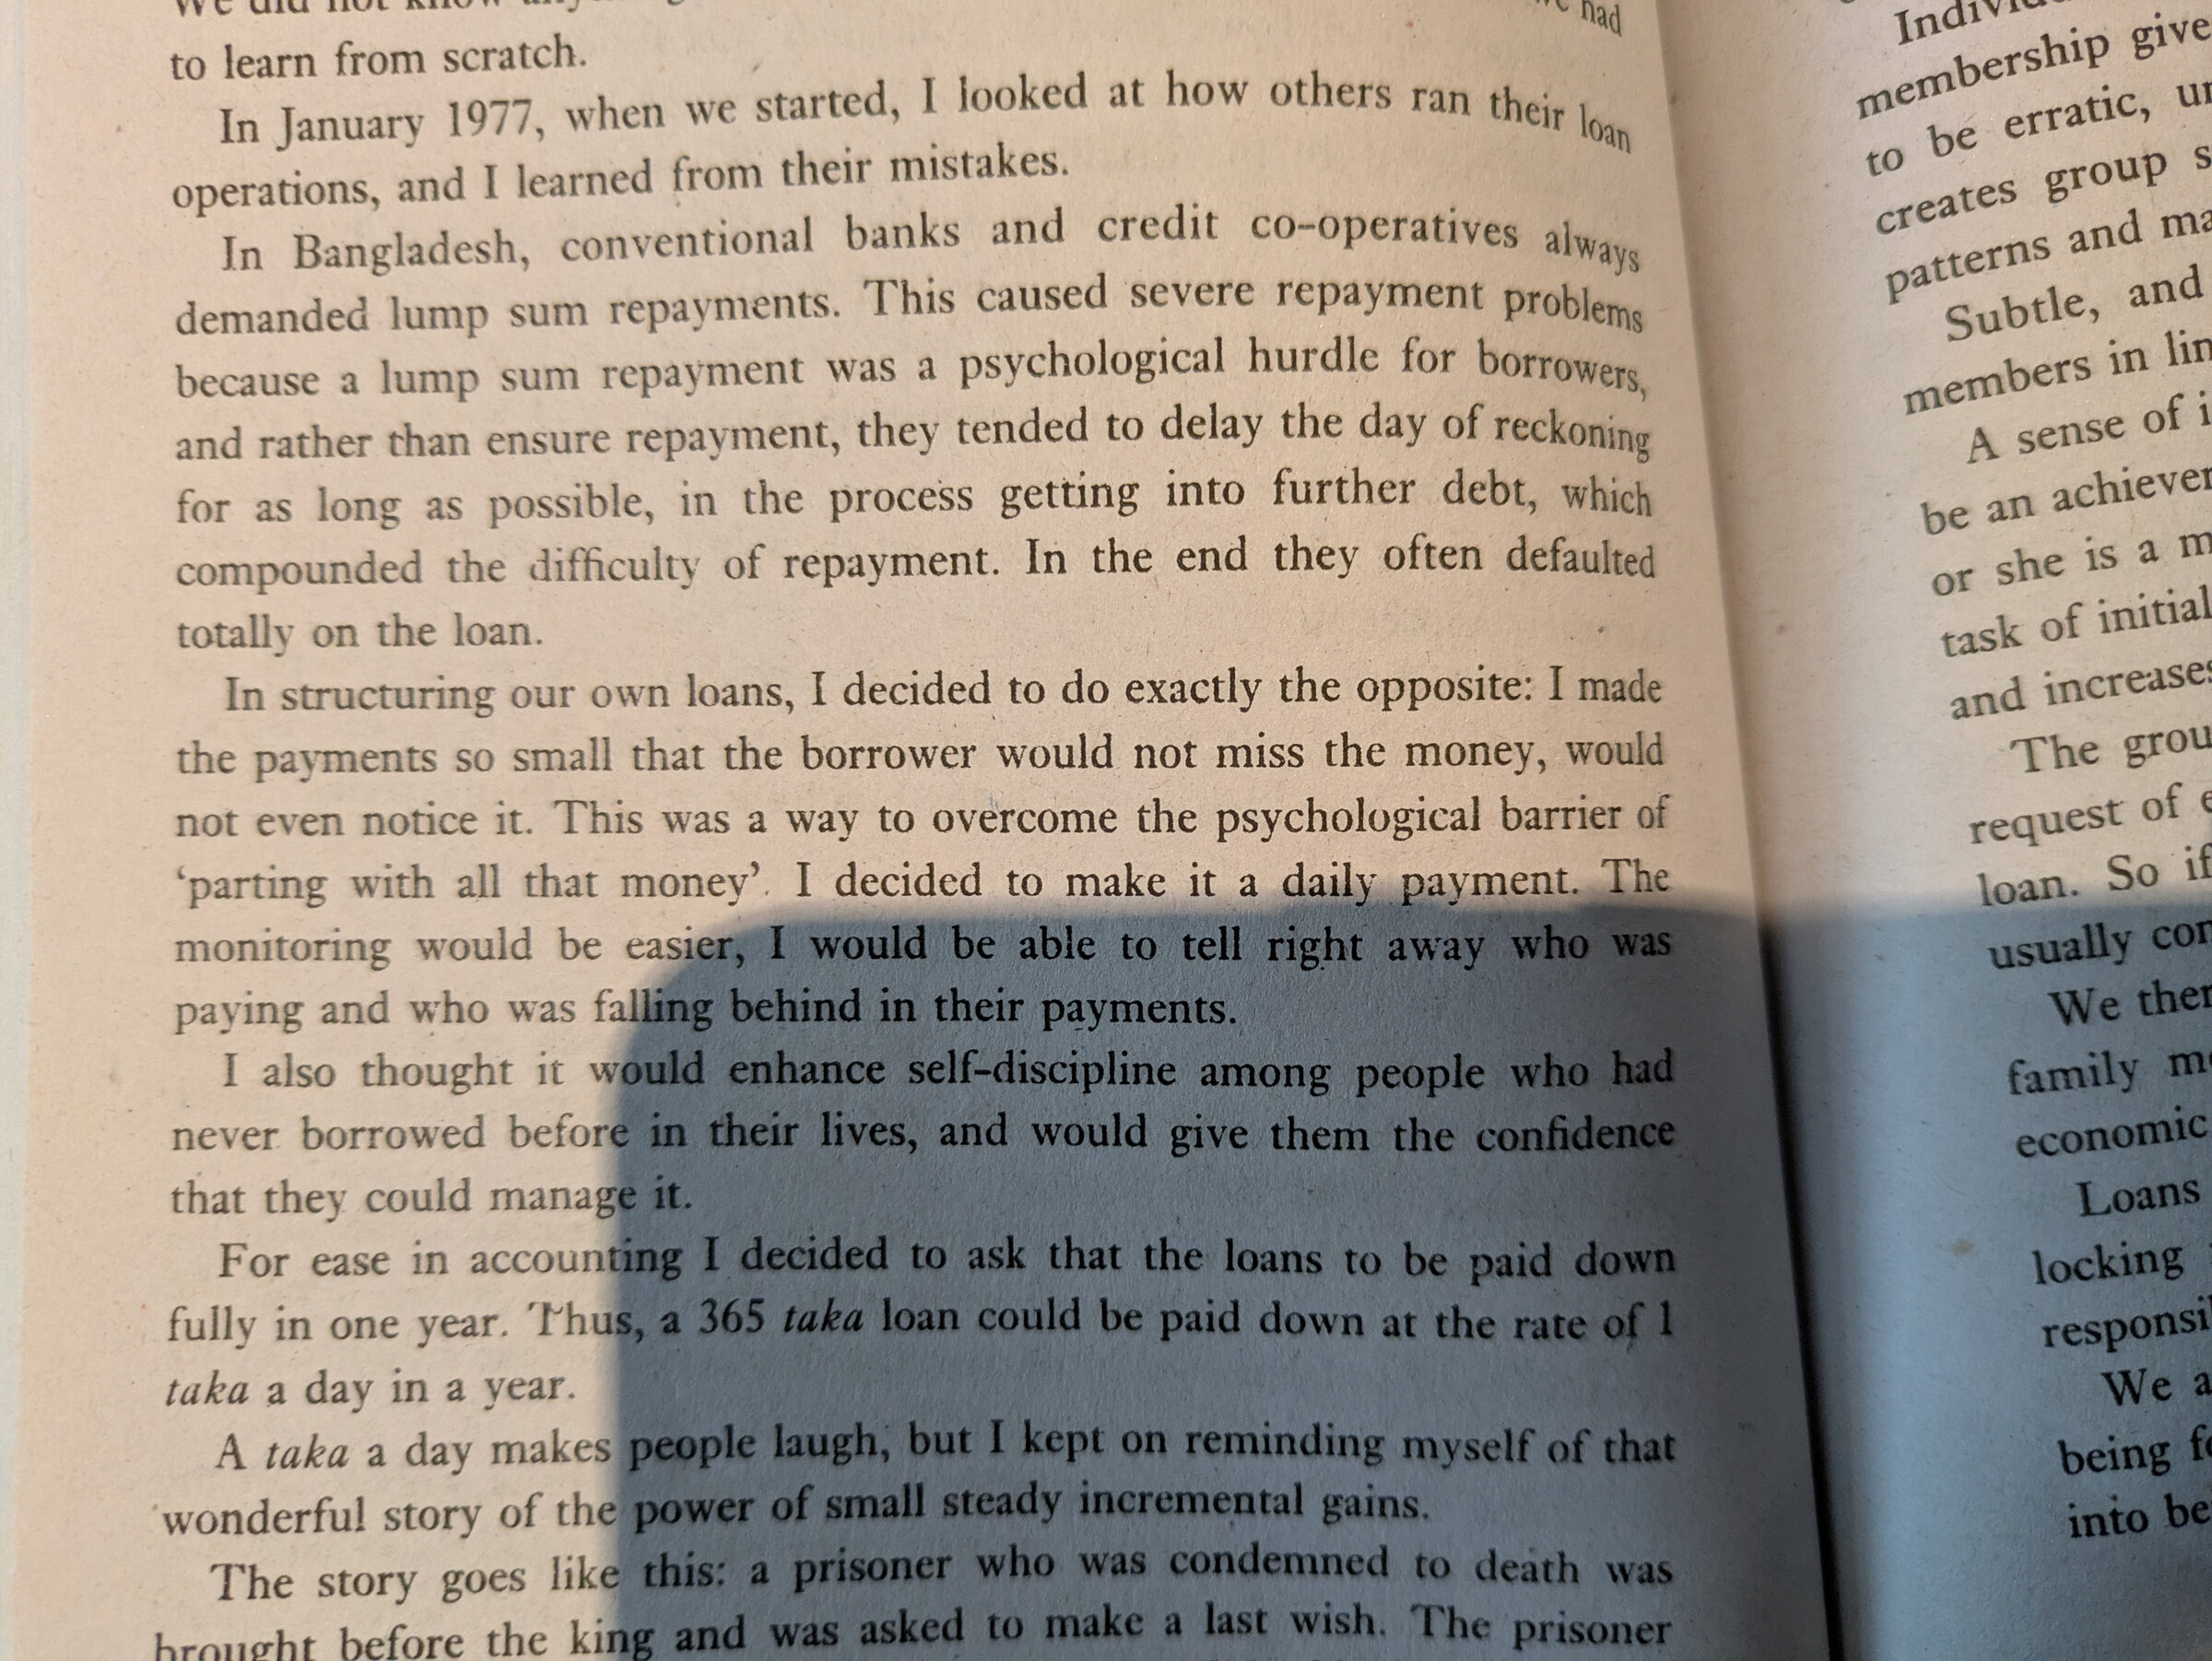 We did not know
had
to learn from scratch.
In January 1977, when we started, I looked at how others ran their loan
operations, and I learned from their mistakes.
In Bangladesh, conventional banks and credit co-operatives always
demanded lump sum repayments. This caused severe repayment problems
because a lump sum repayment was a psychological hurdle for borrowers,
and rather than ensure repayment, they tended to delay the day of reckoning
for as long as possible, in the process getting into further debt, which
compounded the difficulty of repayment. In the end they often defaulted
totally on the loan.
In structuring our own loans, I decided to do exactly the opposite: I made
the payments so small that the borrower would not miss the money, would
not even notice it. This was a way to overcome the psychological barrier of
‘parting with all that money’. I decided to make it a daily payment. The
monitoring would be easier, I would be able to tell right away who was
paying and who was falling behind in their payments.
I also thought it would enhance self-discipline among people who had
never borrowed before in their lives, and would give them the confidence
that they could manage it.
For ease in accounting I decided to ask that the loans to be paid down
fully in one year. Thus, a 365 taka loan could be paid down at the rate of 1
taka a day in a year.
A taka a day makes people laugh, but I kept on reminding myself of that
wonderful story of the power of small steady incremental gains.
The story goes like this: a prisoner who was condemned to death was
brought before the king and was asked to make a last wish. The prisoner
membership give
to be erratic,
creates group
patterns and
Subtle, and
members in
A sense of
be an
or she is a
task of initial
and increases
The
request of
loan. So if
usually
We
family
economic
Loans
locking
We
being
into